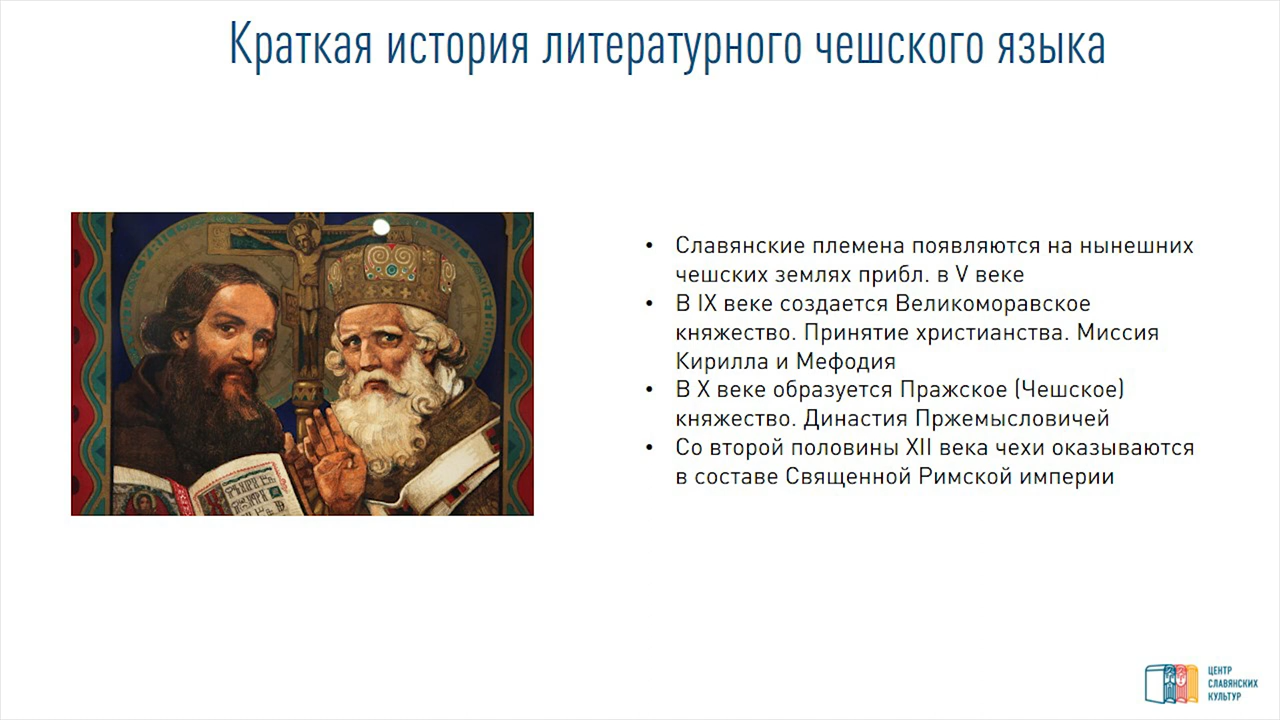 Краткая история литературного чешского языка
• Славянские племена появляются на нынешних
чешских землях прибл. в V веке
• В IX веке создается Великоморавское
княжество. Принятие христианства. Миссия
Кирилла и Мефодия
• В X веке образуется Пражское (Чешское)
княжество. Династия Пржемысловичей
• Со второй половины XII века чехи оказываются
в составе Священной Римской империи
ЦЕНТР
СЛАВЯНСКИХ
КУЛЬТУР